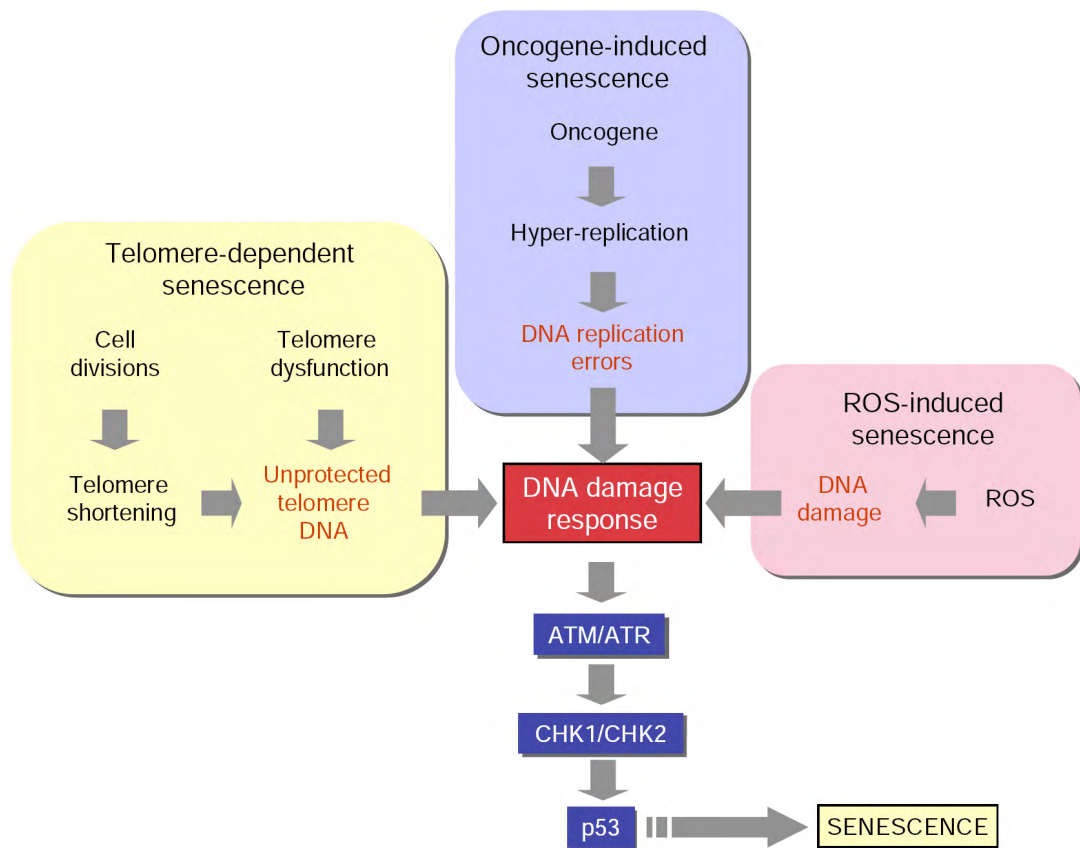 Oncogene-induced
senescence
Oncogene
Hyper-replication
DNA replication
errors
Telomere-dependent
senescence
Cell
divisions
Telomere
dysfunction
Telomere
shortening
Unprotected
telomere
DNA
ROS-induced
senescence
DNA
damage
ROS
DNA damage
response
ATM/ATR
CHK1/CHK2
p53
SENESCENCE